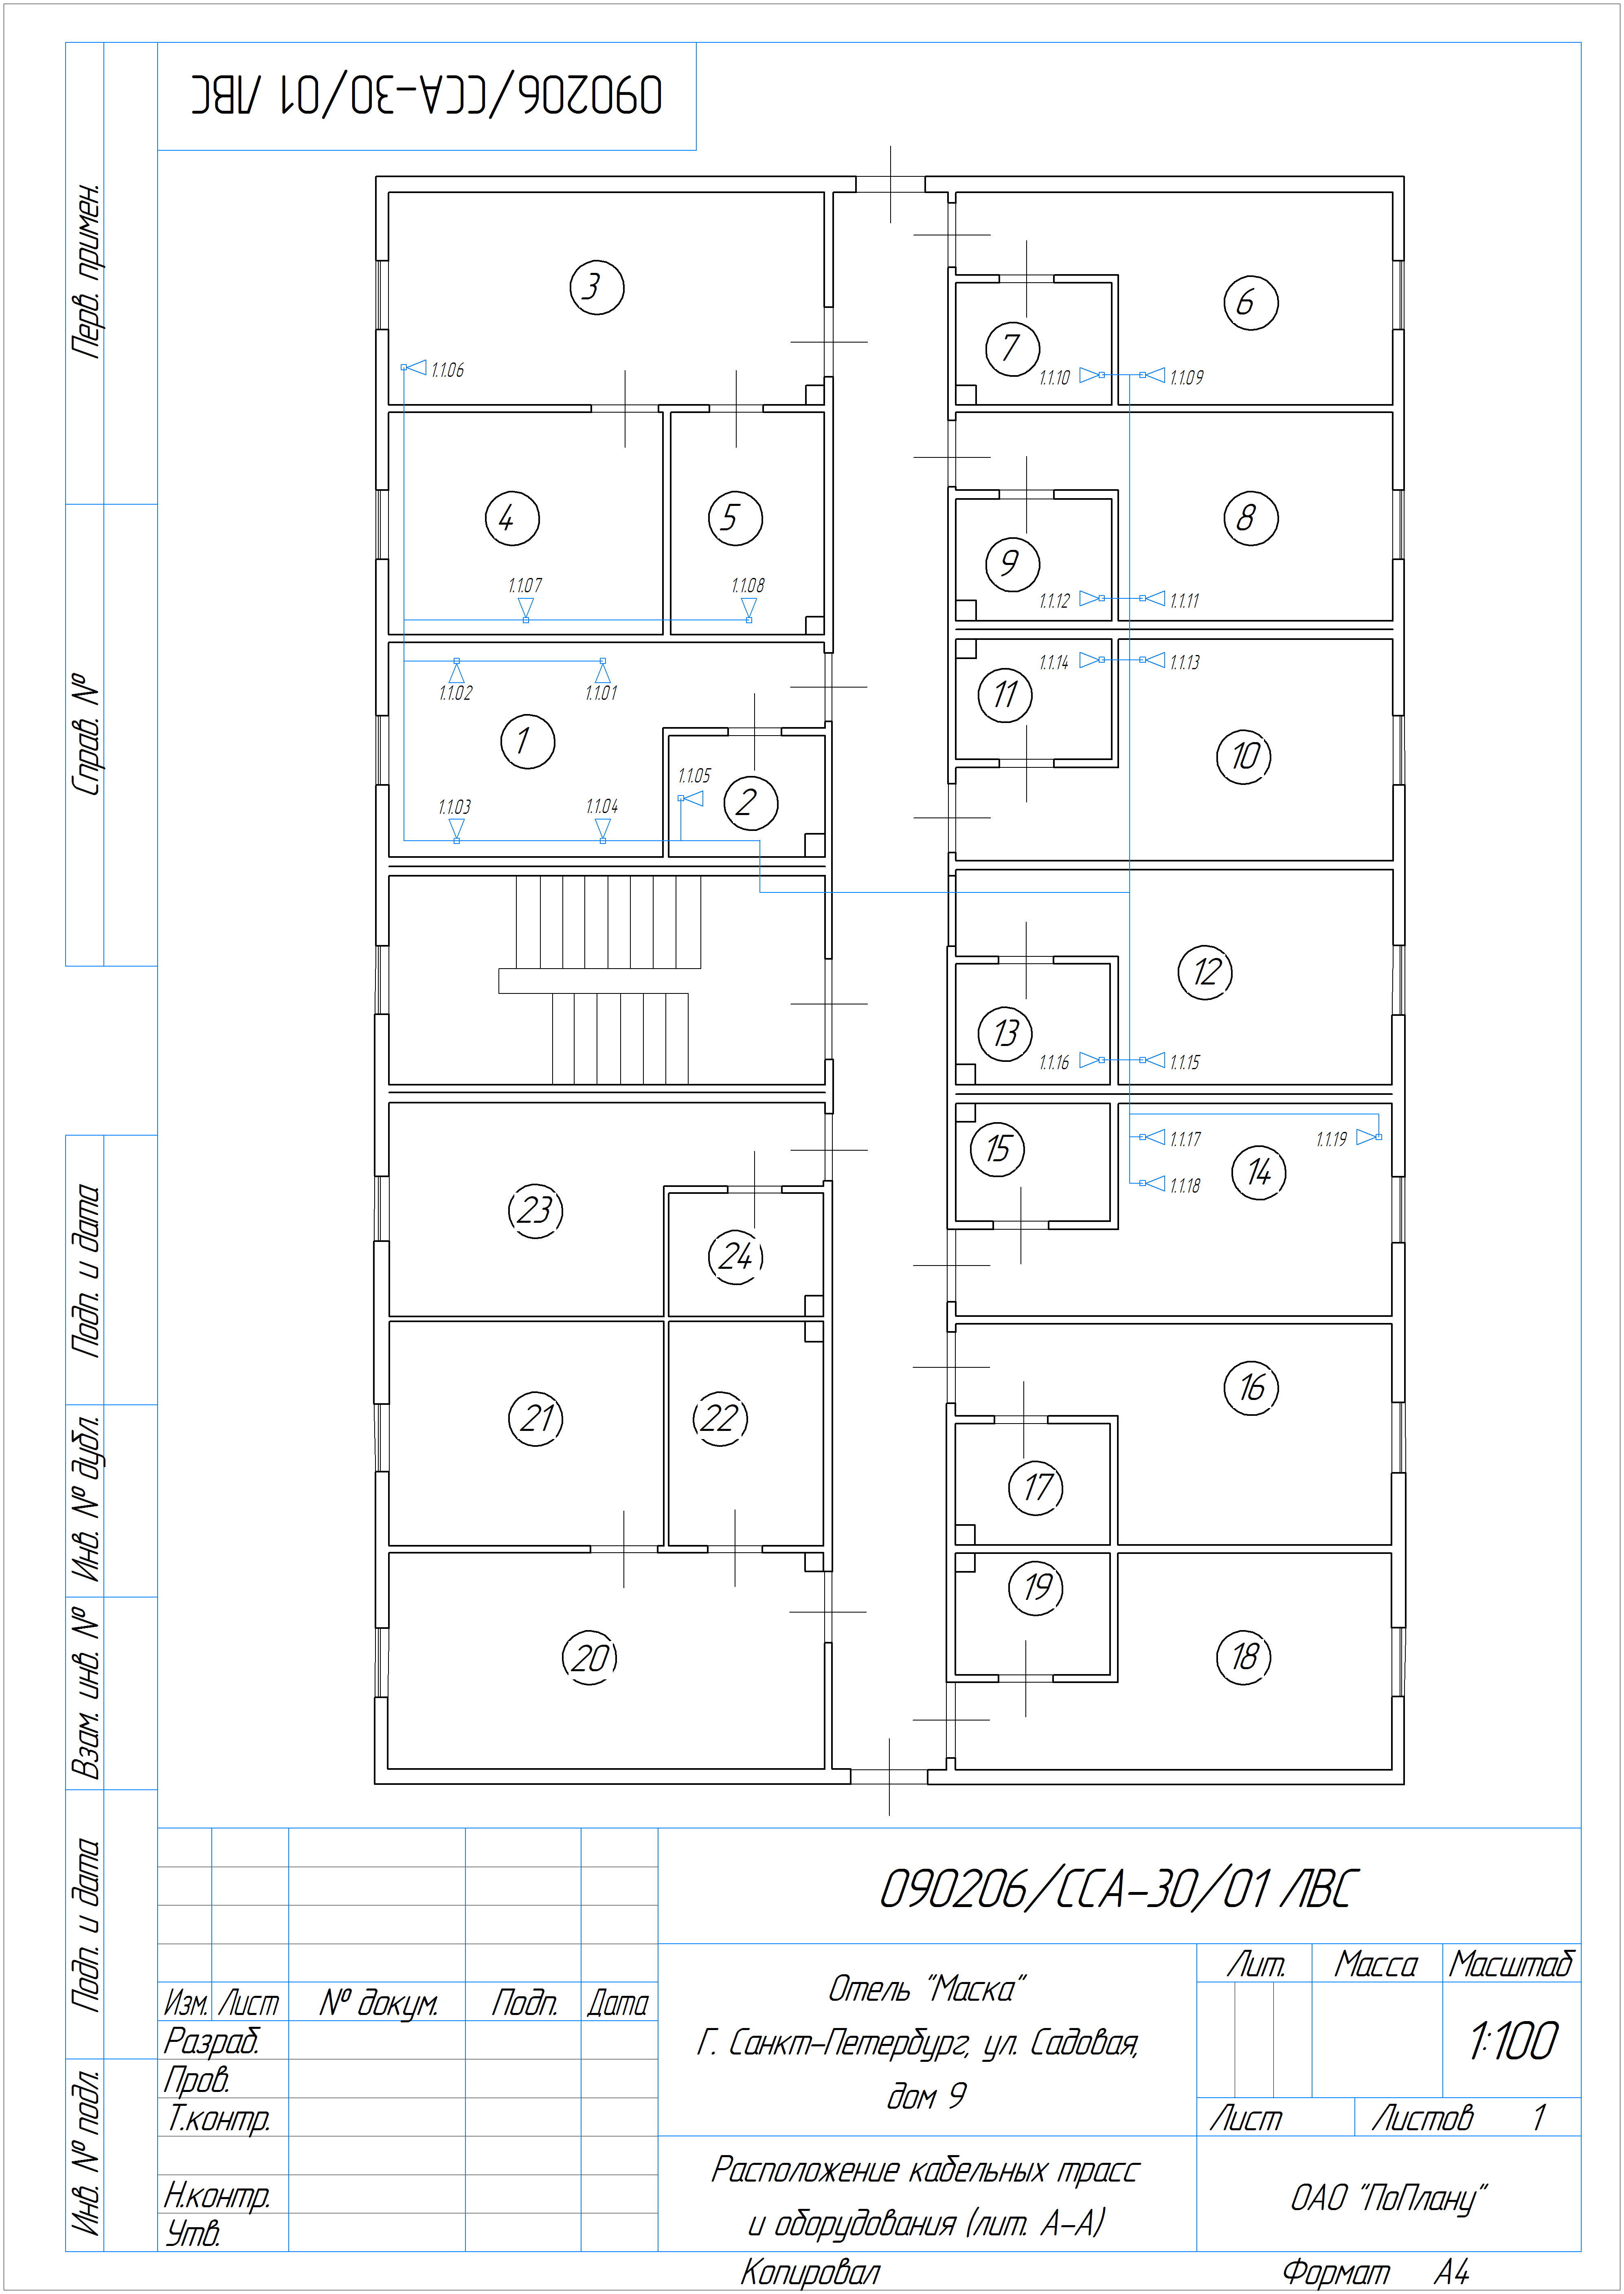 090206/ССА-30/01 ЛВС
Перв. примен.
Справ. №
Подп. и дата
Инв. № дубл.
Взам. инв. №
Подп. и дата
Инв. № подл.
3
6
7
1.1.06
1.1.10
1.1.09
4
5
8
9
1.1.07
1.1.08
1.1.12
1.1.11
1.1.14
1.1.13
1.1.02
1.1.01
11
1
10
1.1.05
2
1.1.03
1.1.04
12
13
1.1.16
1.1.15
15
1.1.17
1.1.19
14
1.1.18
23
24
16
21
22
17
19
20
18
090206/ССА-30/01 ЛВС
Лит.
Масса
Масштаб
Отель "Маска"
Г. Санкт-Петербург, ул. Садовая,
дом 9
1:100
Изм.
Лист
№ докум.
Подп.
Дата
Разраб.
Пров.
Т.контр.
Лист
Листов 1
Расположение кабельных трасс
и оборудования (лит. А-А)
ОАО "ПоПлану"
Н.контр.
Утв.
Копировал
Формат А4